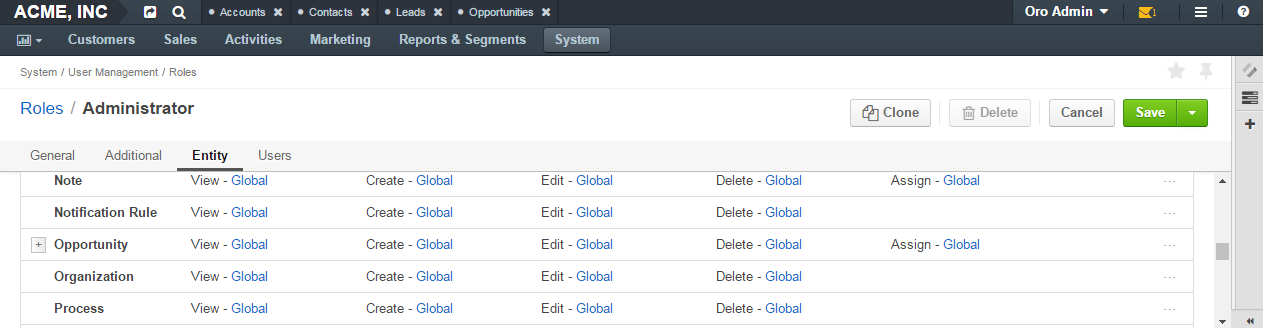 ACME, INC Accounts Contacts Leads Opportunities Oro Admin 1
Customers Sales Activities Marketing Reports & Segments System
System / User Management / Roles
Roles / Administrator Clone Delete Cancel Save
General Additional Entity Users
Note View - Global Create - Global Edit - Global Delete - Global Assign - Global ...
Notification Rule View - Global Create - Global Edit - Global Delete - Global ...
+ Opportunity View - Global Create - Global Edit - Global Delete - Global Assign - Global ...
Organization View - Global Create - Global Edit - Global Delete - Global ...
Process View - Global Create - Global Edit - Global Delete - Global ...